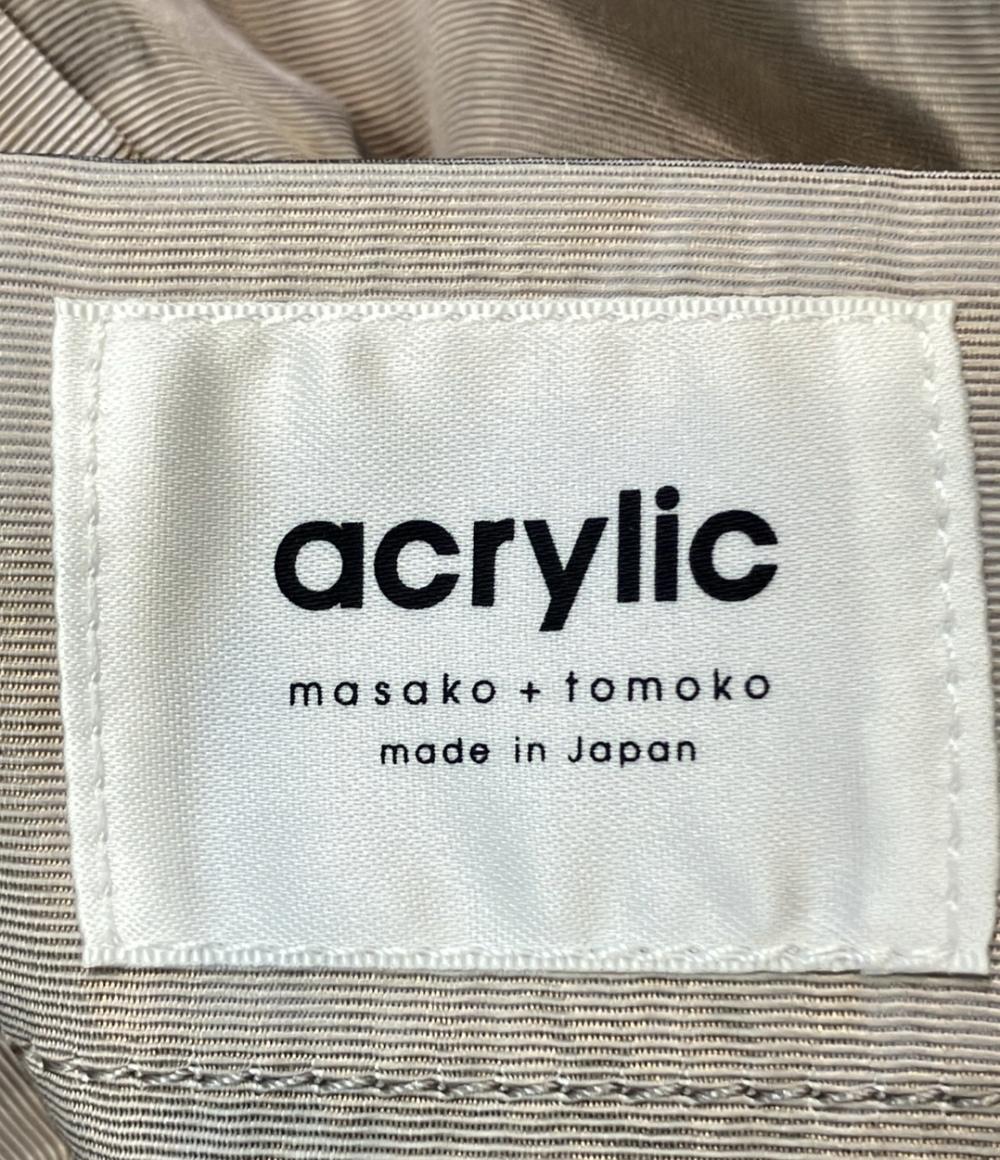 acrylic
masako + tomoko
made in Japan